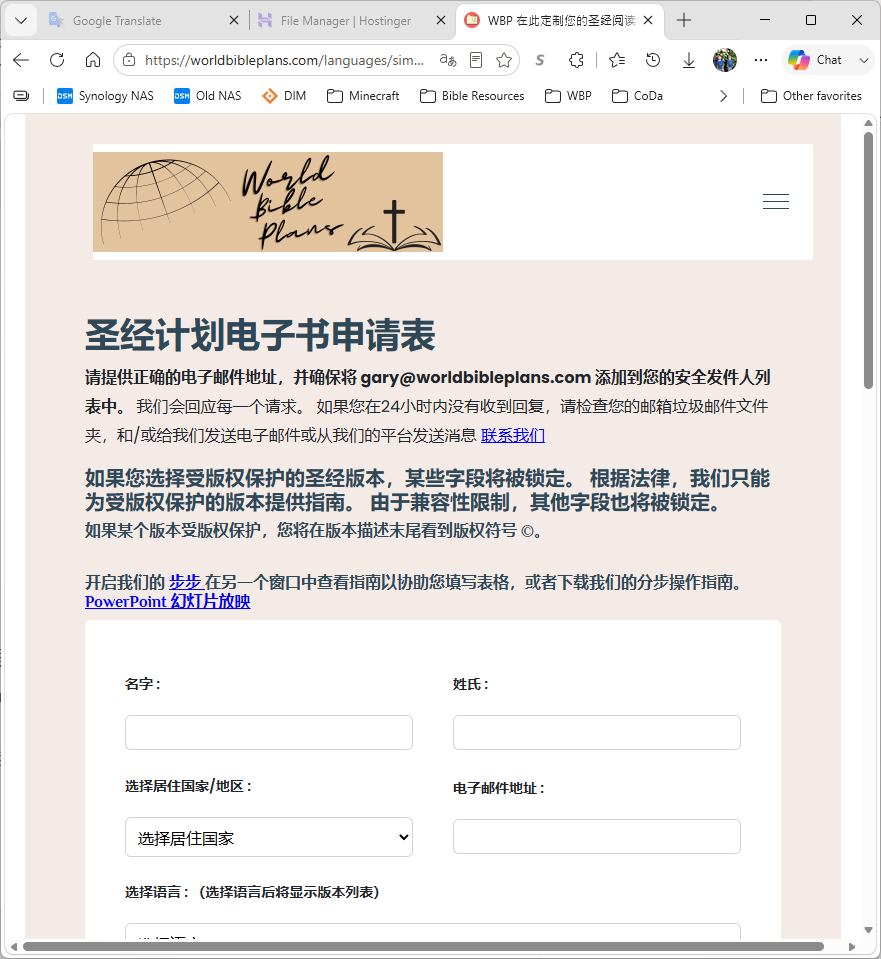 Google Translate
File Manager | Hostinger
WBP 在此定制您的圣经阅读
https://worldbibleplans.com/languages/sim...
Chat
Synology NAS
Old NAS
DIM
Minecraft
Bible Resources
WBP
CoDa
Other favorites
World
Bible
Plans
圣经计划电子书申请表
请提供正确的电子邮件地址，并确保将 gary@worldbibleplans.com 添加到您的安全发件人列
表中。 我们会回应每一个请求。 如果您在24小时内没有收到回复，请检查您的邮箱垃圾邮件文件
夹，和/或给我们发送电子邮件或从我们的平台发送消息 联系我们
如果您选择受版权保护的圣经版本，某些字段将被锁定。 根据法律，我们只能
为受版权保护的版本提供指南。 由于兼容性限制，其他字段也将被锁定。
如果某个版本受版权保护，您将在版本描述末尾看到版权符号 ©。
开启我们的 步步 在另一个窗口中查看指南以协助您填写表格，或者下载我们的分步操作指南。
PowerPoint 幻灯片放映
名字：
姓氏：
选择居住国家/地区：
电子邮件地址：
选择居住国家
选择语言：（选择语言后将显示版本列表）